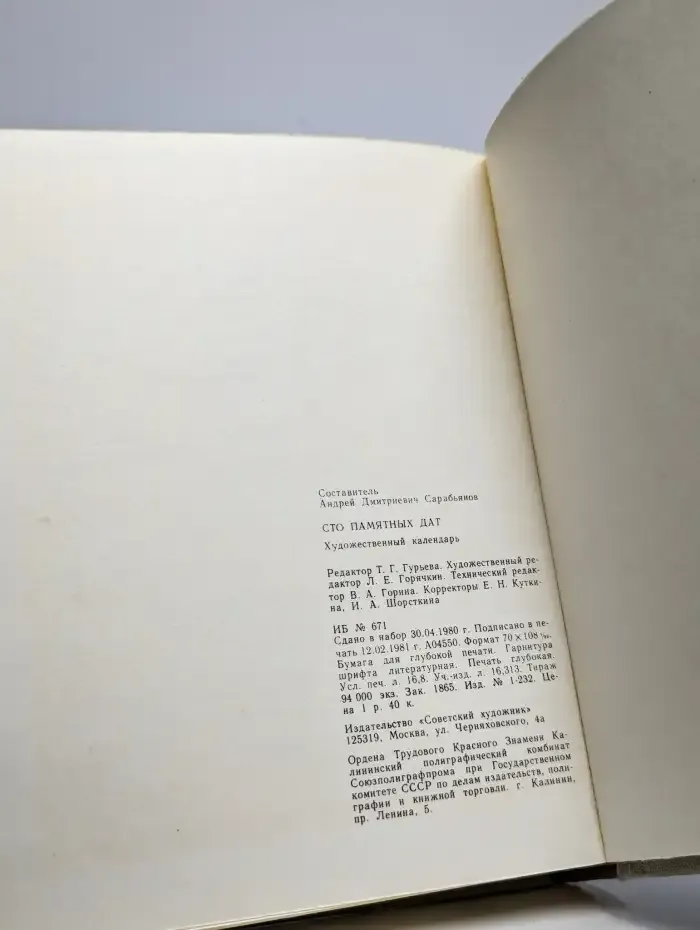 Составитель
Андрей Дмитриевич Сарабьянов
СТО ПАМЯТНЫХ ДАТ
Художественный календарь
Редактор Т. Г. Гурьева. Художественный ре-
дактор Л. Е. Горячкин. Технический редак-
тор В. А. Горина. Корректоры Е. Н. Кутки-
на, И. А. Шорсткина
ИБ № 671
Сдано в набор 30.04.1980 г. Подписано в пе-
чать 12.02.1981 г. А04550. Формат 70×108
Бумага для глубокой печати. Гарнитура
шрифта литературная. Печать глубокая.
Усл. печ. л. 16,8. Уч.-изд. л. 16,313. Тираж
94 000 экз. Зак. 1865. Изд. № 1-232. Це-
на 1 р. 40 к.
Издательство «Советский художник»
125319, Москва, ул. Черняховского, 4а
Ордена Трудового Красного Знамени Ка-
лининский полиграфический комбинат
Союзполиграфпрома при Государственном
комитете СССР по делам издательств, поли-
графии и книжной торговли. г. Калинин,
пр. Ленина, 5.